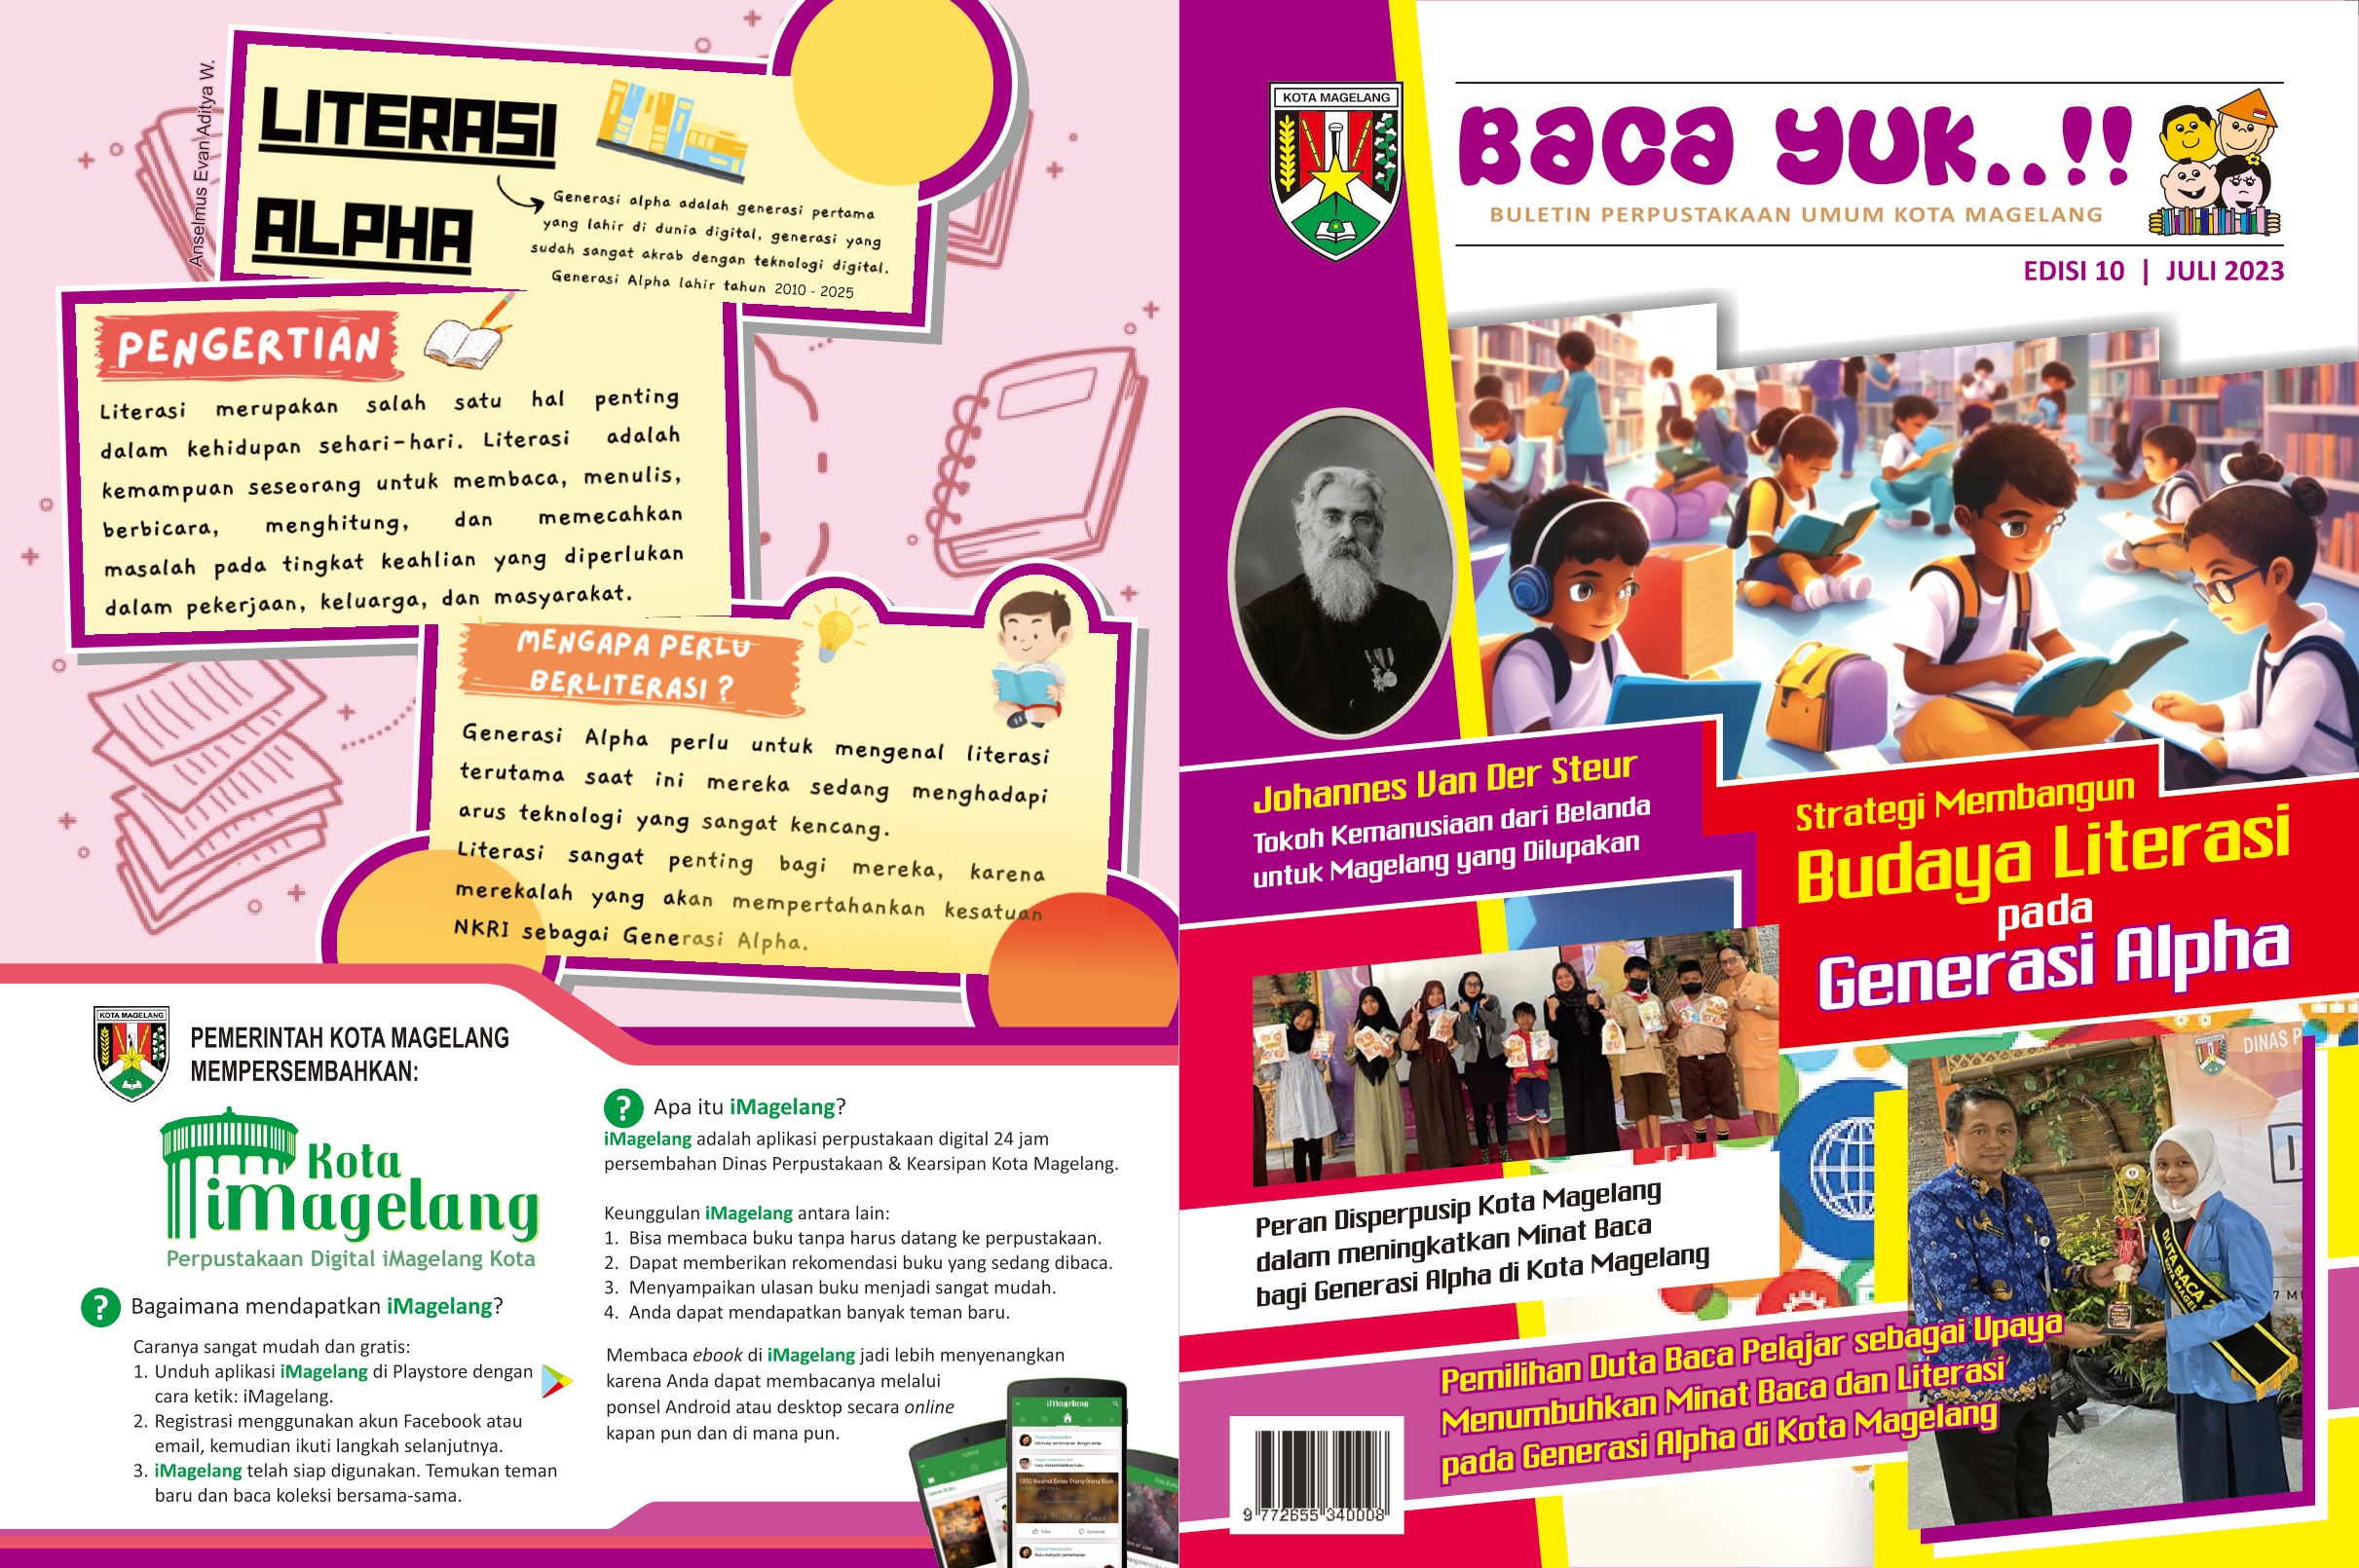 Anselmus Evan Aditya W.
LITERASI
ALPHA
Generasi alpha adalah generasi pertama
yang lahir di dunia digital, generasi yang
sudah sangat akrab dengan teknologi digital.
Generasi Alpha lahir tahun 2010 - 2025
PENGERTIAN
Literasi merupakan salah satu hal penting
dalam kehidupan sehari-hari. Literasi adalah
kemampuan seseorang untuk membaca, menulis,
berbicara, menghitung, dan memecahkan
masalah pada tingkat keahlian yang diperlukan
dalam pekerjaan, keluarga, dan masyarakat.
MENGAPA PERLU
BERLITERASI ?
Generasi Alpha perlu untuk mengenal literasi
terutama saat ini mereka sedang menghadapi
arus teknologi yang sangat kencang.
Literasi sangat penting bagi mereka, karena
merekalah yang akan mempertahankan kesatuan
NKRI sebagai Generasi Alpha.
KOTA MAGELANG
PEMERINTAH KOTA MAGELANG
MEMPERSEMBAHKAN:
Kota
iMagelang
Perpustakaan Digital iMagelang Kota
? Bagaimana mendapatkan iMagelang?
Caranya sangat mudah dan gratis:
1. Unduh aplikasi iMagelang di Playstore dengan
cara ketik: iMagelang.
2. Registrasi menggunakan akun Facebook atau
email, kemudian ikuti langkah selanjutnya.
3. iMagelang telah siap digunakan. Temukan teman
baru dan baca koleksi bersama-sama.
? Apa itu iMagelang?
iMagelang adalah aplikasi perpustakaan digital 24 jam
persembahan Dinas Perpustakaan & Kearsipan Kota Magelang.
Keunggulan iMagelang antara lain:
1. Bisa membaca buku tanpa harus datang ke perpustakaan.
2. Dapat memberikan rekomendasi buku yang sedang dibaca.
3. Menyampaikan ulasan buku menjadi sangat mudah.
4. Anda dapat mendapatkan banyak teman baru.
Membaca ebook di iMagelang jadi lebih menyenangkan
karena Anda dapat membacanya melalui
ponsel Android atau desktop secara online
kapan pun dan di mana pun.
iMagelang
KOTA MAGELANG
BACA YUK..!!
BULETIN PERPUSTAKAAN UMUM KOTA MAGELANG
EDISI 10 | JULI 2023
Johannes Van Der Steur
Tokoh Kemanusiaan dari Belanda
untuk Magelang yang Dilupakan
Strategi Membangun
Budaya Literasi
pada
Generasi Alpha
Peran Disperpusip Kota Magelang
dalam meningkatkan Minat Baca
bagi Generasi Alpha di Kota Magelang
DINAS P
DUTA BACA
Pemilihan Duta Baca Pelajar sebagai Upaya
Menumbuhkan Minat Baca dan Literasi
pada Generasi Alpha di Kota Magelang
9 772655 340008